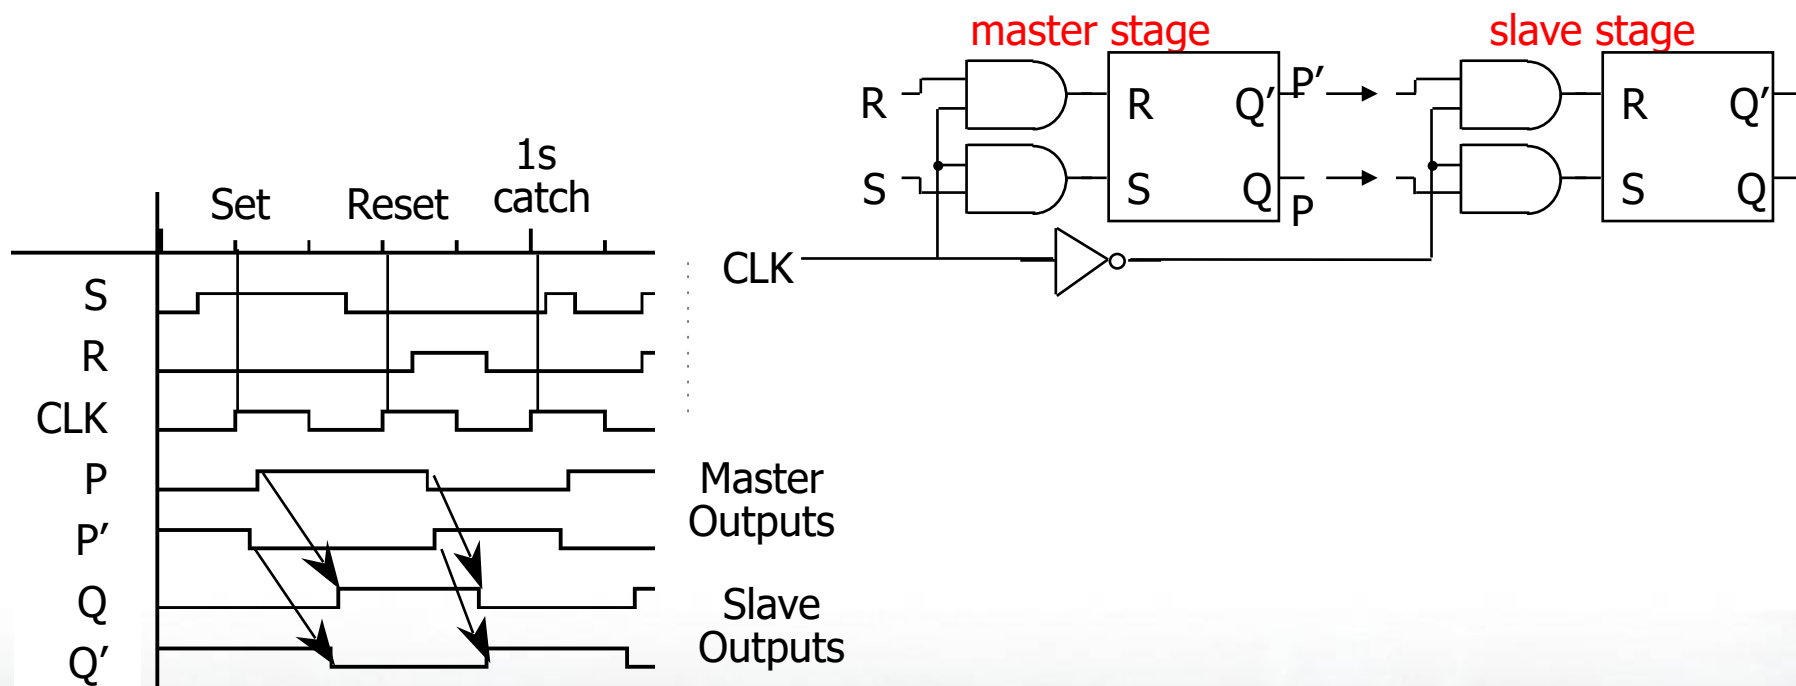 master stage
slave stage
R
R
Q'
P'
R
Q'
S
S
Q
P
S
Q
CLK
Set
Reset
1s
catch
S
R
CLK
P
P'
Q
Q'
Master
Outputs
Slave
Outputs